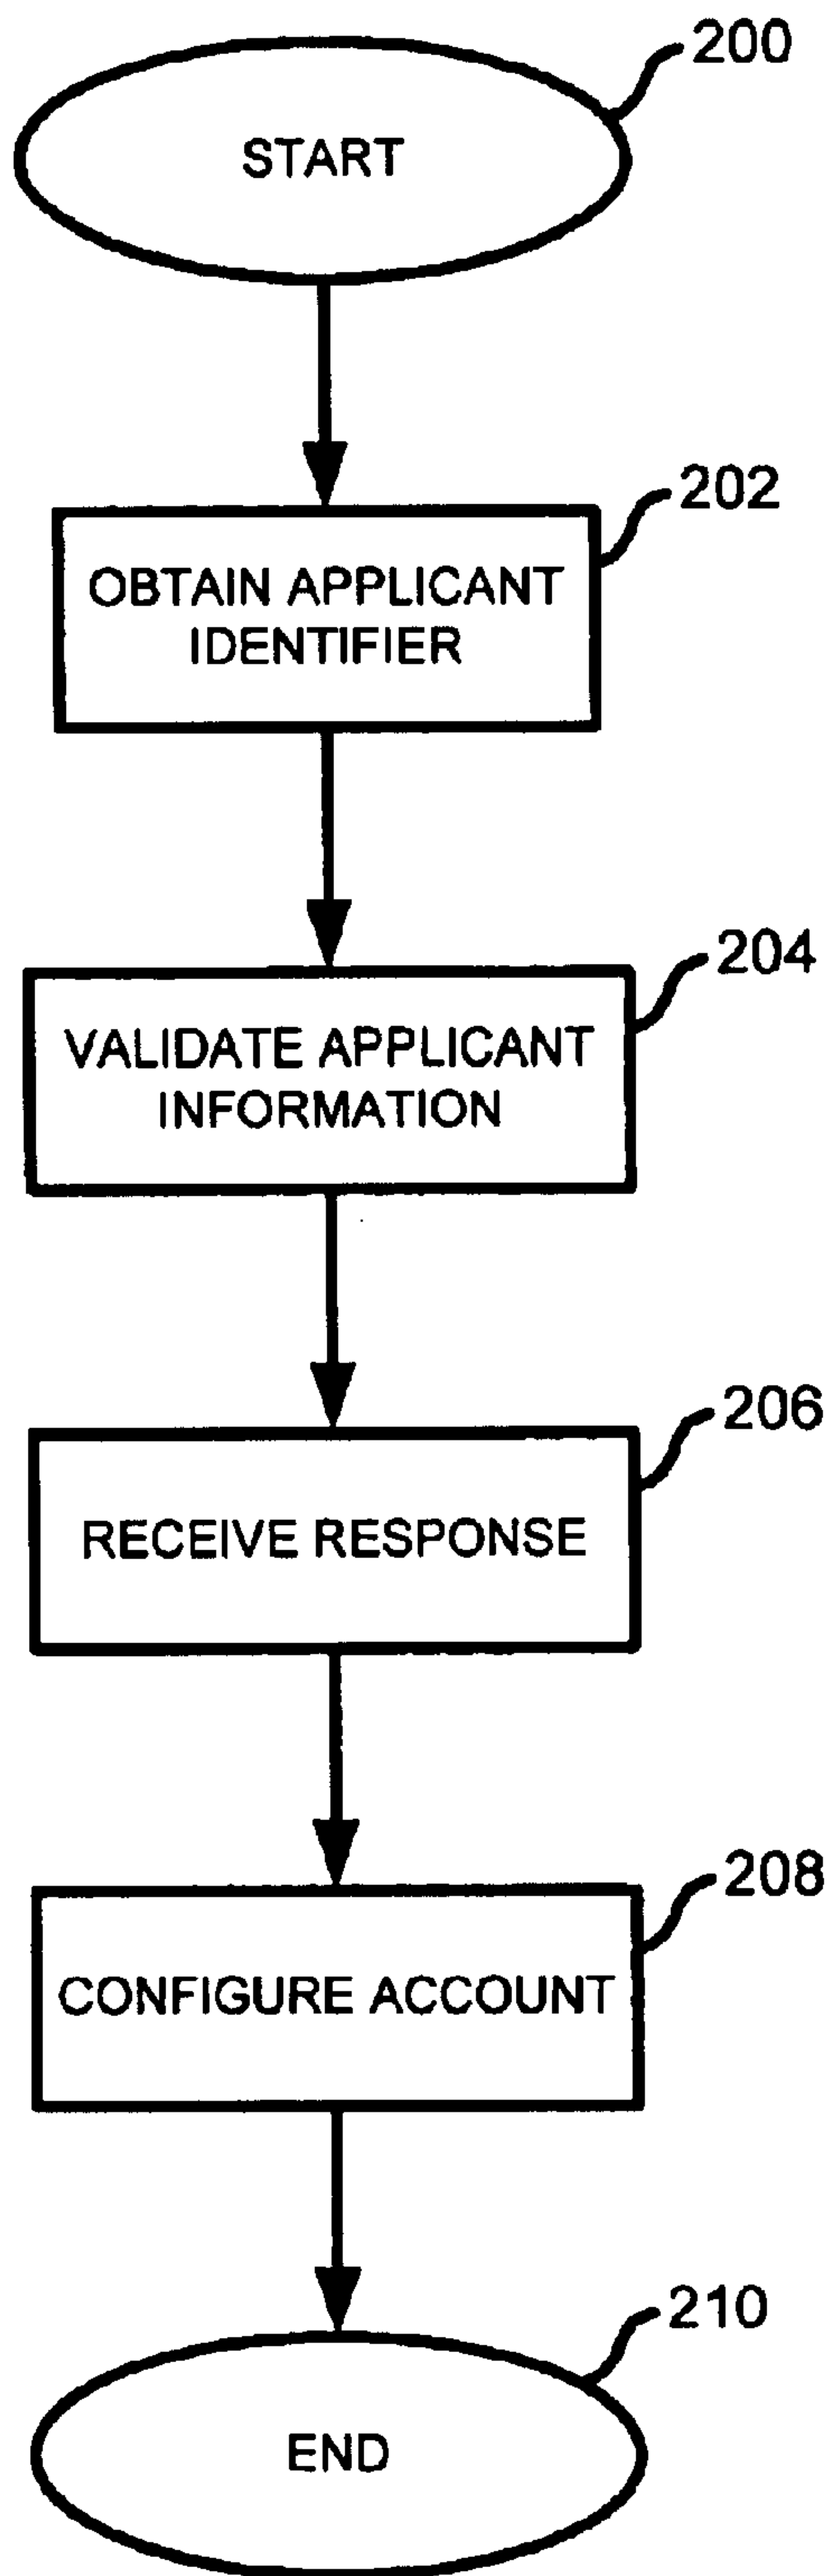 200
START
202
OBTAIN APPLICANT
IDENTIFIER
204
VALIDATE APPLICANT
INFORMATION
206
RECEIVE RESPONSE
208
CONFIGURE ACCOUNT
210
END